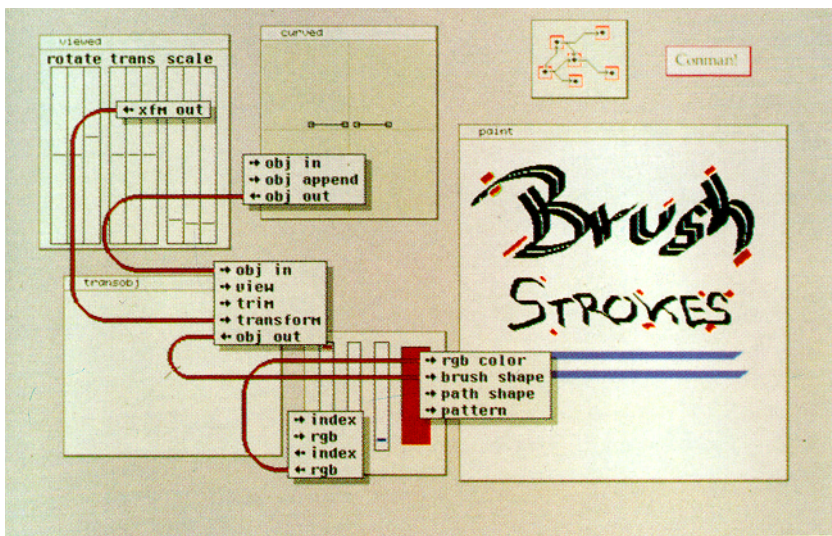 viewed
rotate trans scale
← xfm out
curved
→ obj in
→ obj append
← obj out
Conman!
paint
Brush
STROKES
transobj
→ obj in
→ view
→ trim
→ transform
← obj out
→ rgb color
→ brush shape
→ path shape
→ pattern
→ index
→ rgb
← index
← rgb